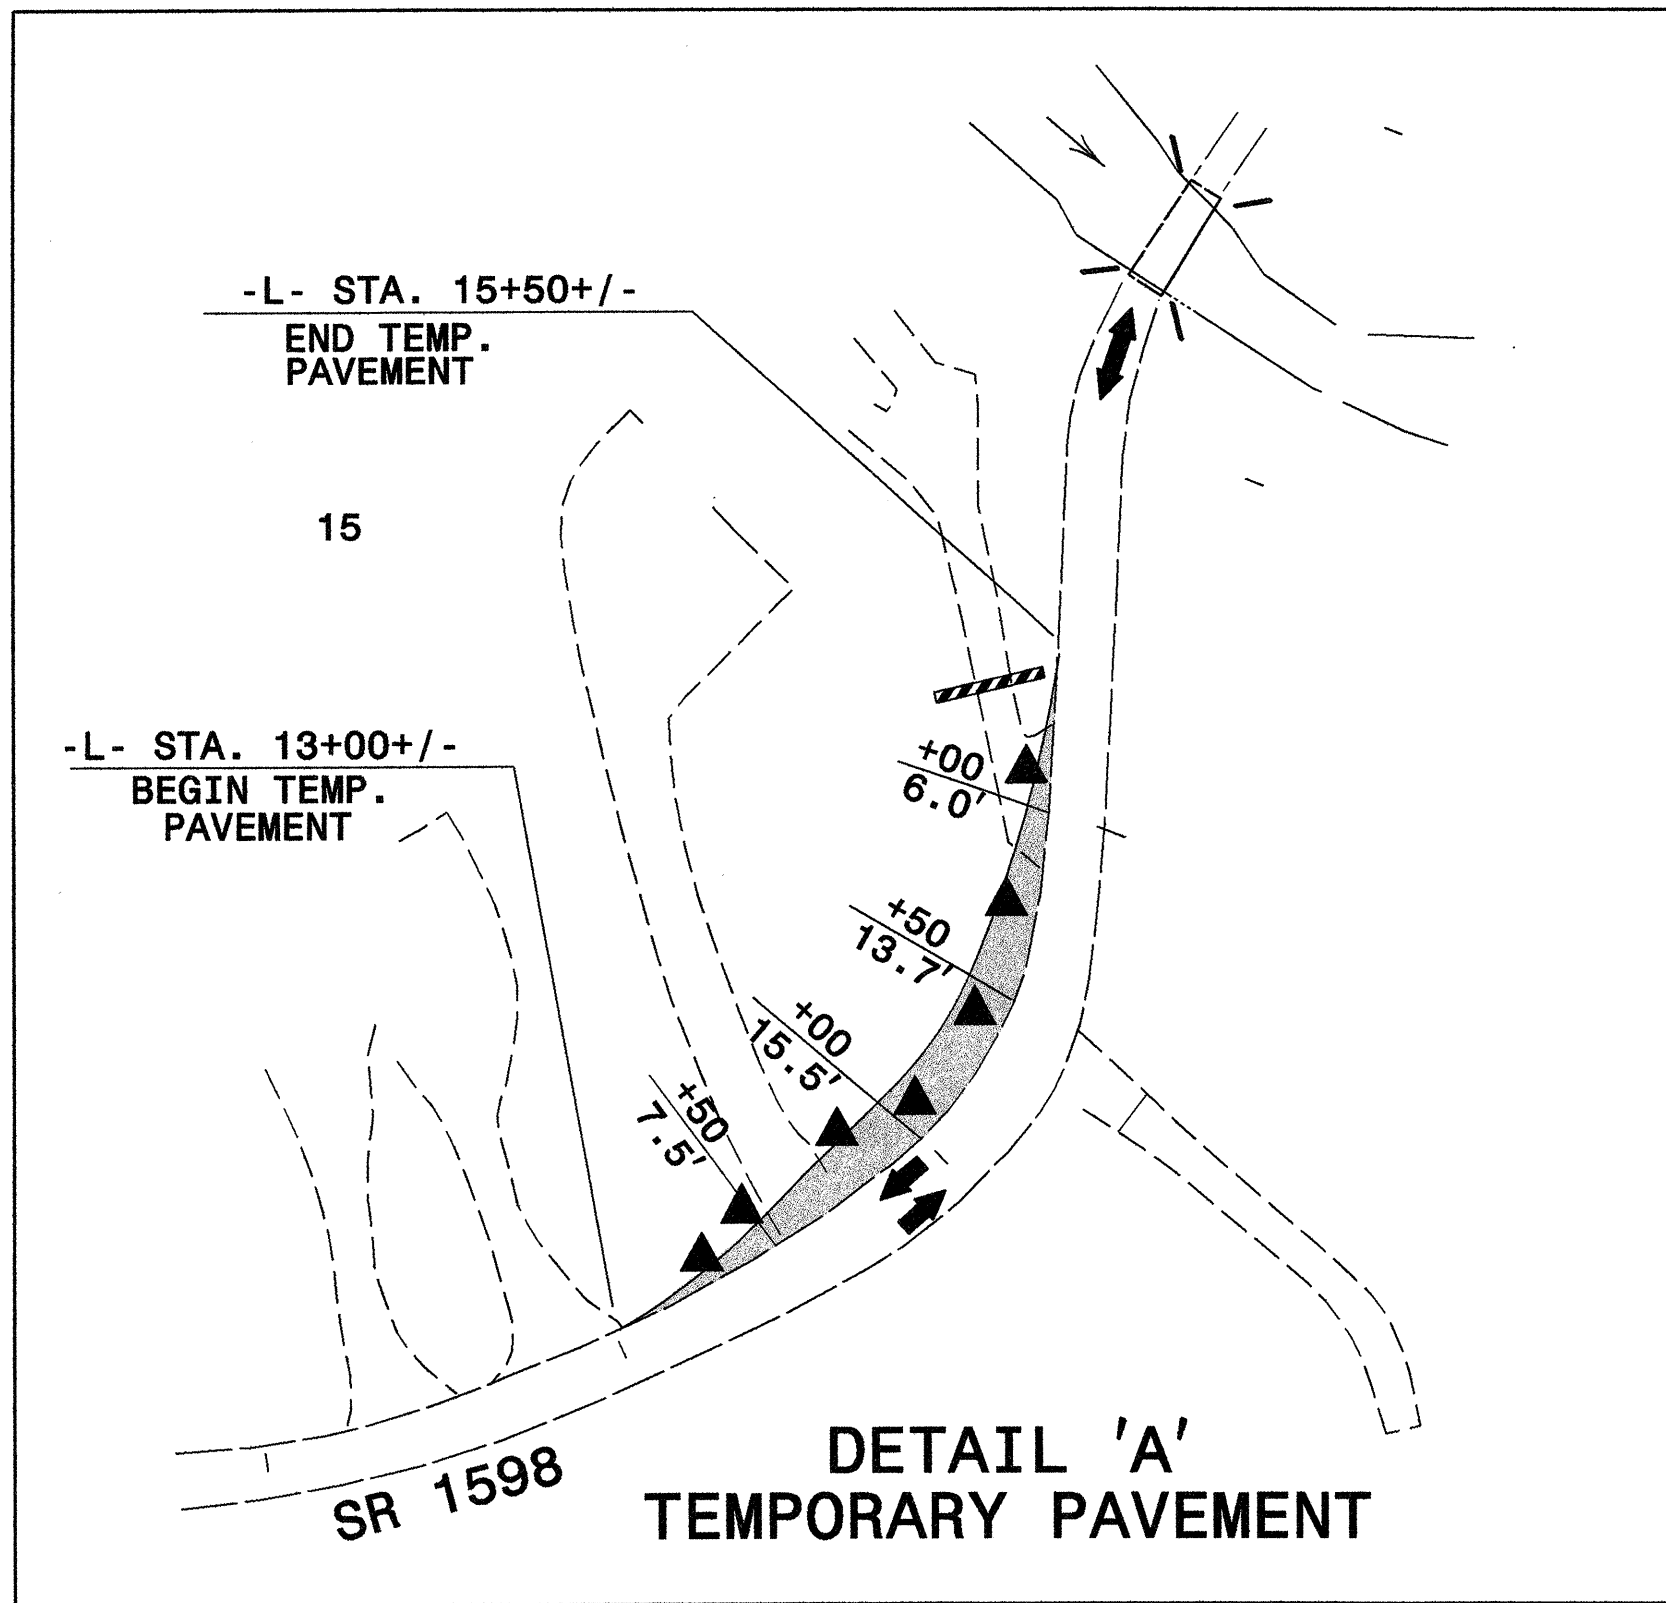 -L- STA. 15+50+/-
END TEMP.
PAVEMENT
15
-L- STA. 13+00+/-
BEGIN TEMP.
PAVEMENT
+00
6.0'
+50
13.7'
+00
15.5'
+50
7.5'
SR 1598
DETAIL 'A'
TEMPORARY PAVEMENT